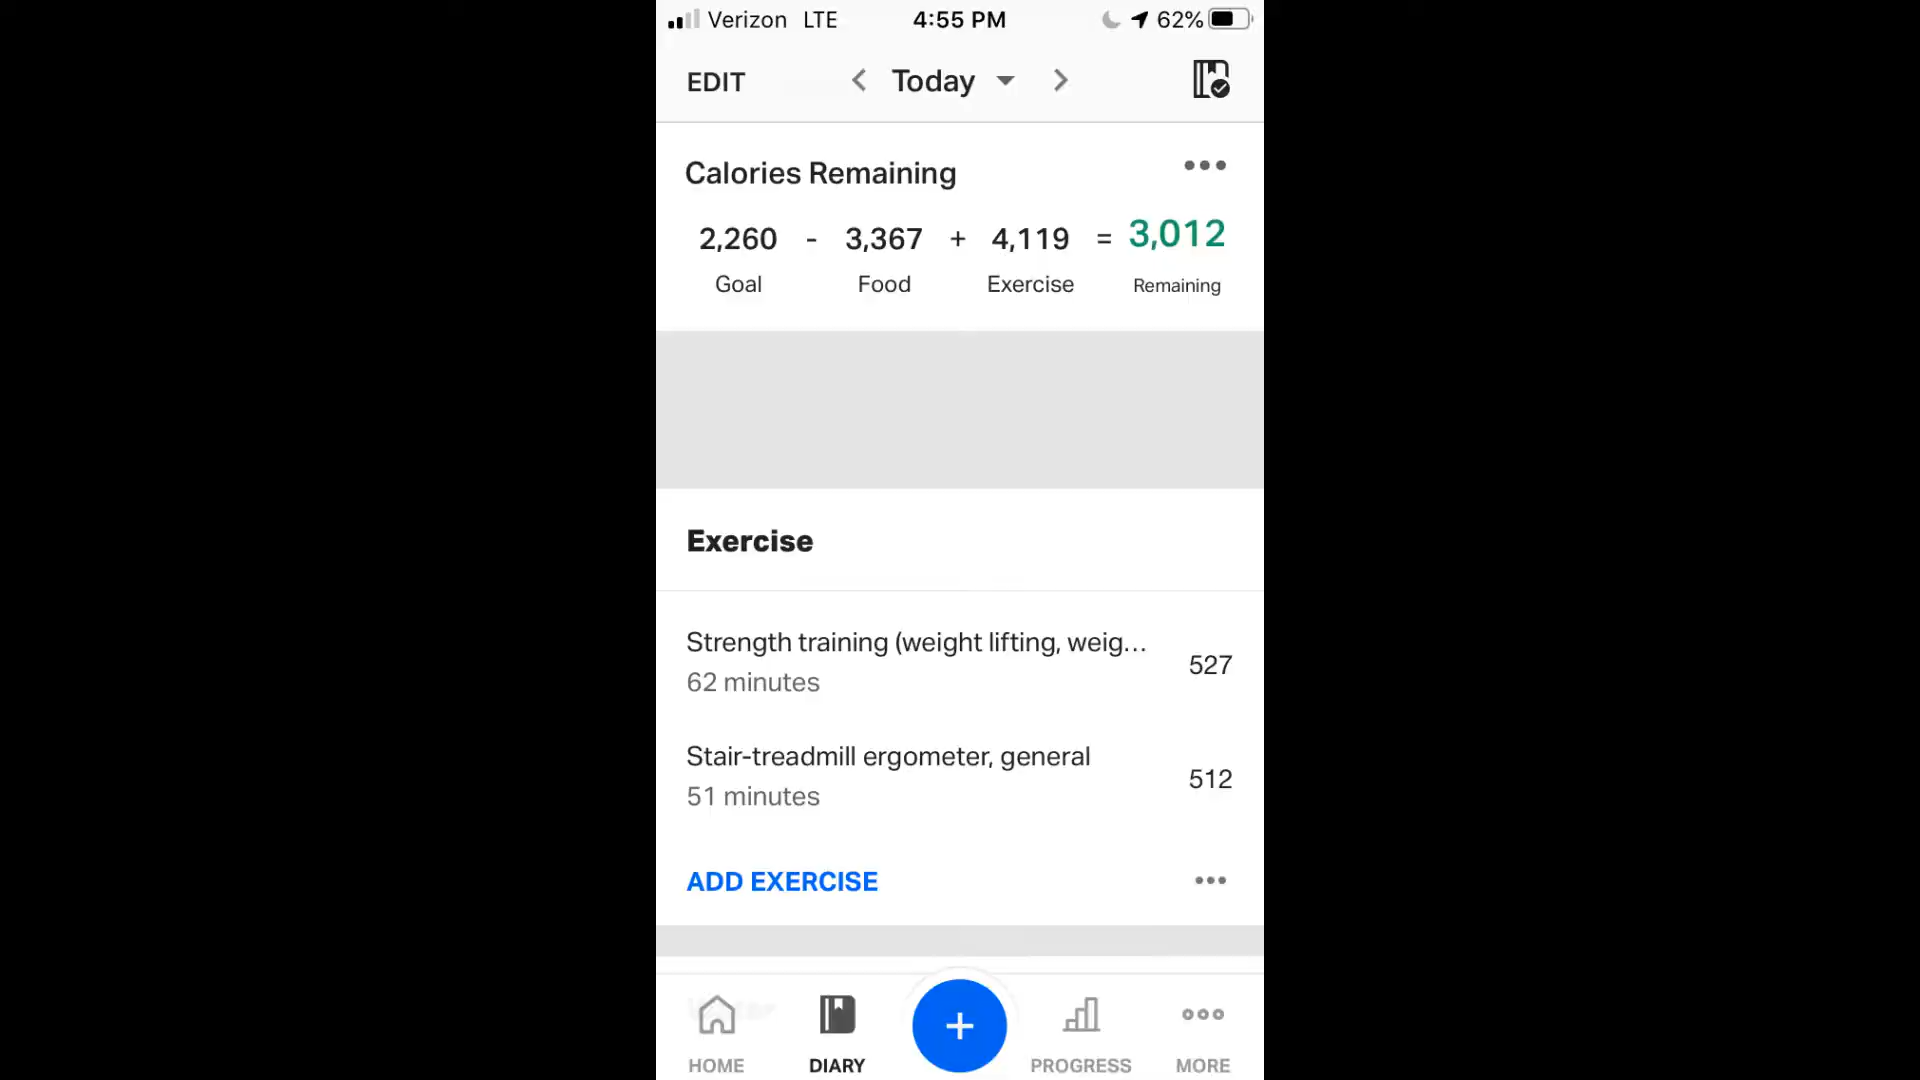 Verizon LTE 4:55 PM 62%
EDIT Today
Calories Remaining
2,260 - 3,367 + 4,119 = 3,012
Goal Food Exercise Remaining
Exercise
Strength training (weight lifting, weig...
62 minutes
527
Stair-treadmill ergometer, general
51 minutes
512
ADD EXERCISE
HOME DIARY + PROGRESS MORE